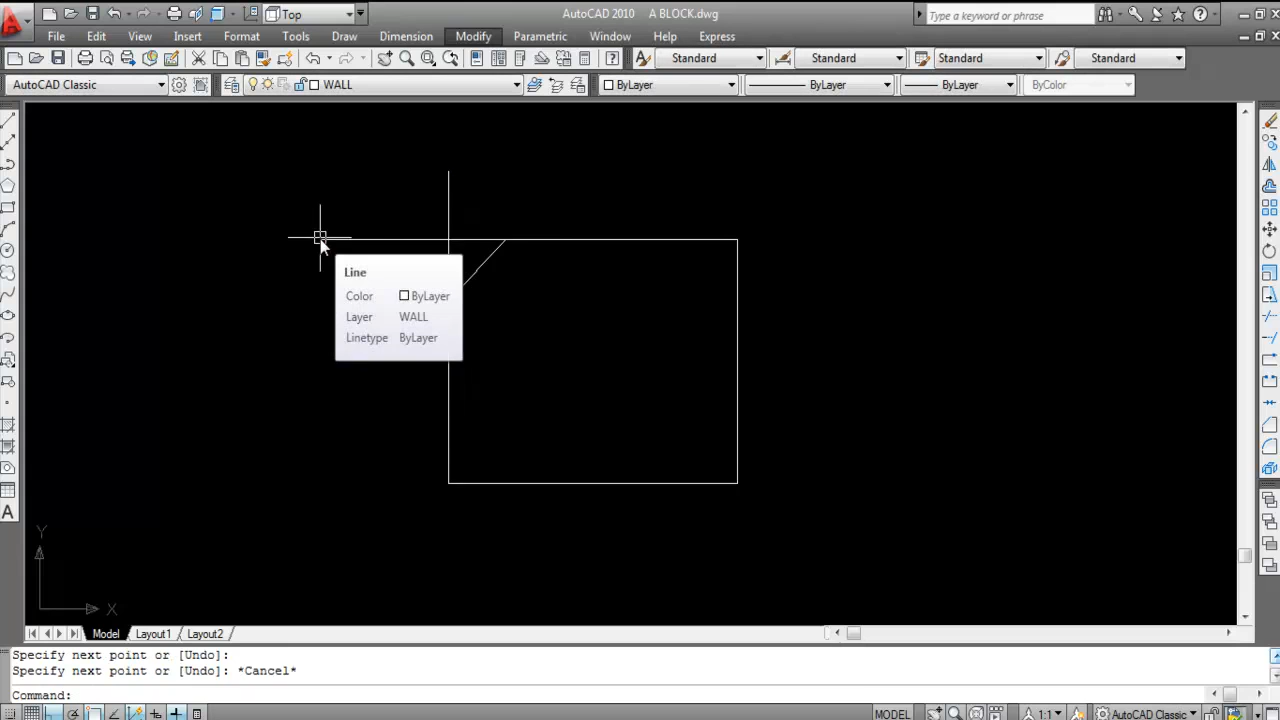 Top
AutoCAD 2010 A BLOCK.dwg
Type a keyword or phrase
File Edit View Insert Format Tools Draw Dimension Modify Parametric Window Help Express
Standard Standard Standard Standard
AutoCAD Classic WALL ByLayer ByLayer ByLayer ByColor
Line
Color ByLayer
Layer WALL
Linetype ByLayer
Y
X
A
Model Layout1 Layout2
Specify next point or [Undo]:
Specify next point or [Undo]: *Cancel*
Command:
MODEL 1:1 AutoCAD Classic